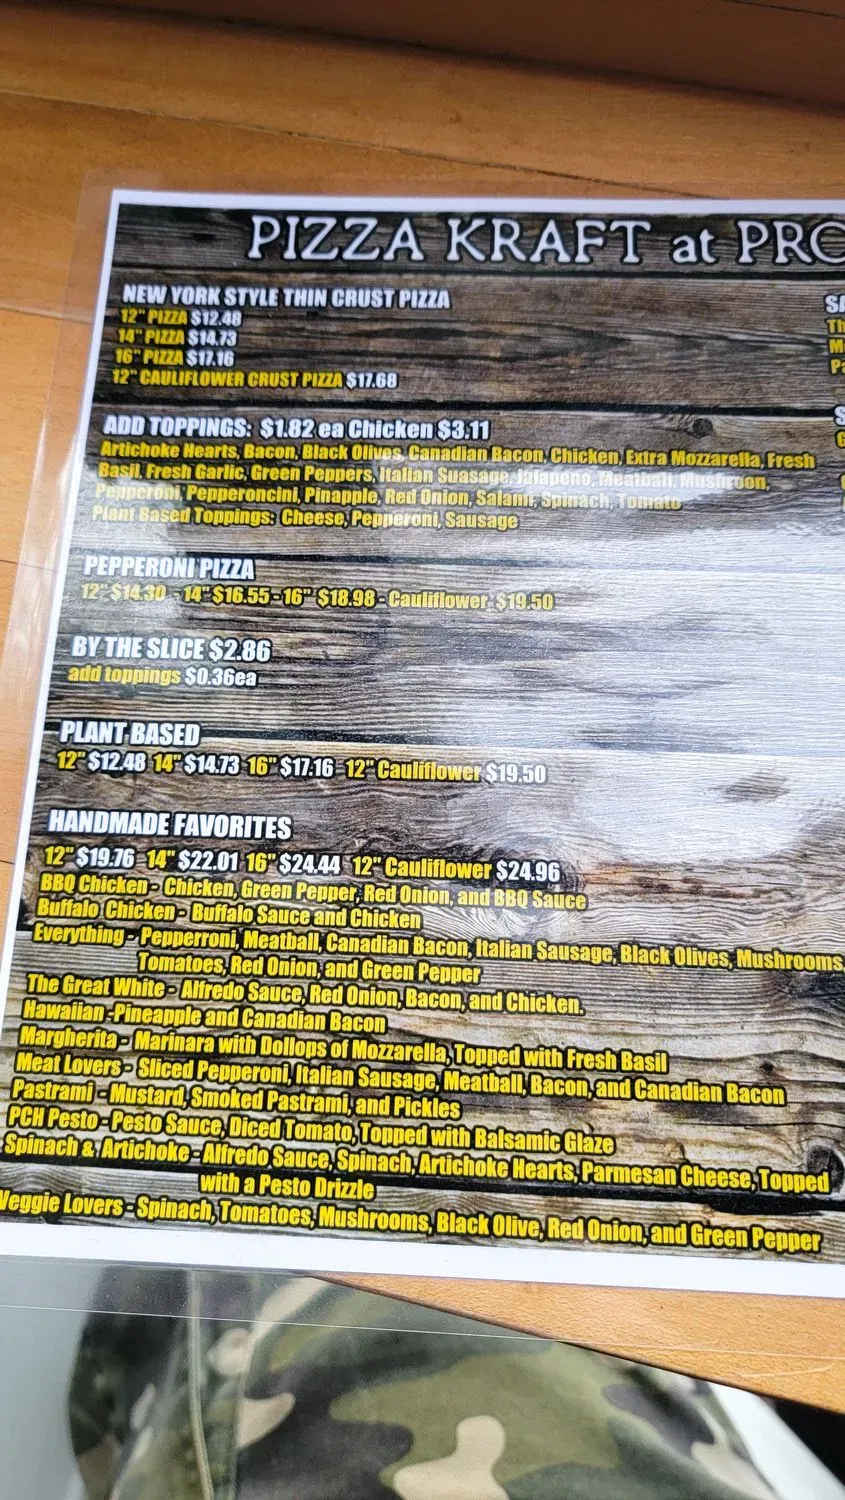 PIZZA KRAFT at PRO
NEW YORK STYLE THIN CRUST PIZZA
12" PIZZA $12.48
14" PIZZA $14.73
16" PIZZA $17.16
12" CAULIFLOWER CRUST PIZZA $17.68
ADD TOPPINGS: $1.82 ea Chicken $3.11
Artichoke Hearts, Bacon, Black Olives, Canadian Bacon, Chicken, Extra Mozzarella, Fresh
Basil, Fresh Garlic, Green Peppers, Italian Suasage, Jalapeno, Meatball, Mushroon,
Pepperoni, Pepperoncini, Pinapple, Red Onion, Salami, Spinach, Tomato
Plant Based Toppings: Cheese, Pepperoni, Sausage
PEPPERONI PIZZA
12" $14.30 - 14" $16.55 - 16" $18.98 - Cauliflower $19.50
BY THE SLICE $2.86
add toppings $0.36ea
PLANT BASED
12" $12.48 14" $14.73 16" $17.16 12" Cauliflower $19.50
HANDMADE FAVORITES
12" $19.76 14" $22.01 16" $24.44 12" Cauliflower $24.96
BBQ Chicken - Chicken, Green Pepper, Red Onion, and BBQ Sauce
Buffalo Chicken - Buffalo Sauce and Chicken
Everything - Pepperroni, Meatball, Canadian Bacon, Italian Sausage, Black Olives, Mushrooms,
Tomatoes, Red Onion, and Green Pepper
The Great White - Alfredo Sauce, Red Onion, Bacon, and Chicken.
Hawaiian -Pineapple and Canadian Bacon
Margherita - Marinara with Dollops of Mozzarella, Topped with Fresh Basil
Meat Lovers - Sliced Pepperoni, Italian Sausage, Meatball, Bacon, and Canadian Bacon
Pastrami - Mustard, Smoked Pastrami, and Pickles
PCH Pesto - Pesto Sauce, Diced Tomato, Topped with Balsamic Glaze
Spinach & Artichoke - Alfredo Sauce, Spinach, Artichoke Hearts, Parmesan Cheese, Topped
with a Pesto Drizzle
Veggie Lovers - Spinach, Tomatoes, Mushrooms, Black Olive, Red Onion, and Green Pepper